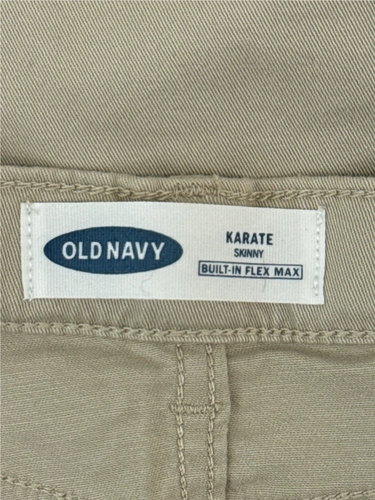 OLD NAVY
KARATE
SKINNY
BUILT-IN FLEX MAX